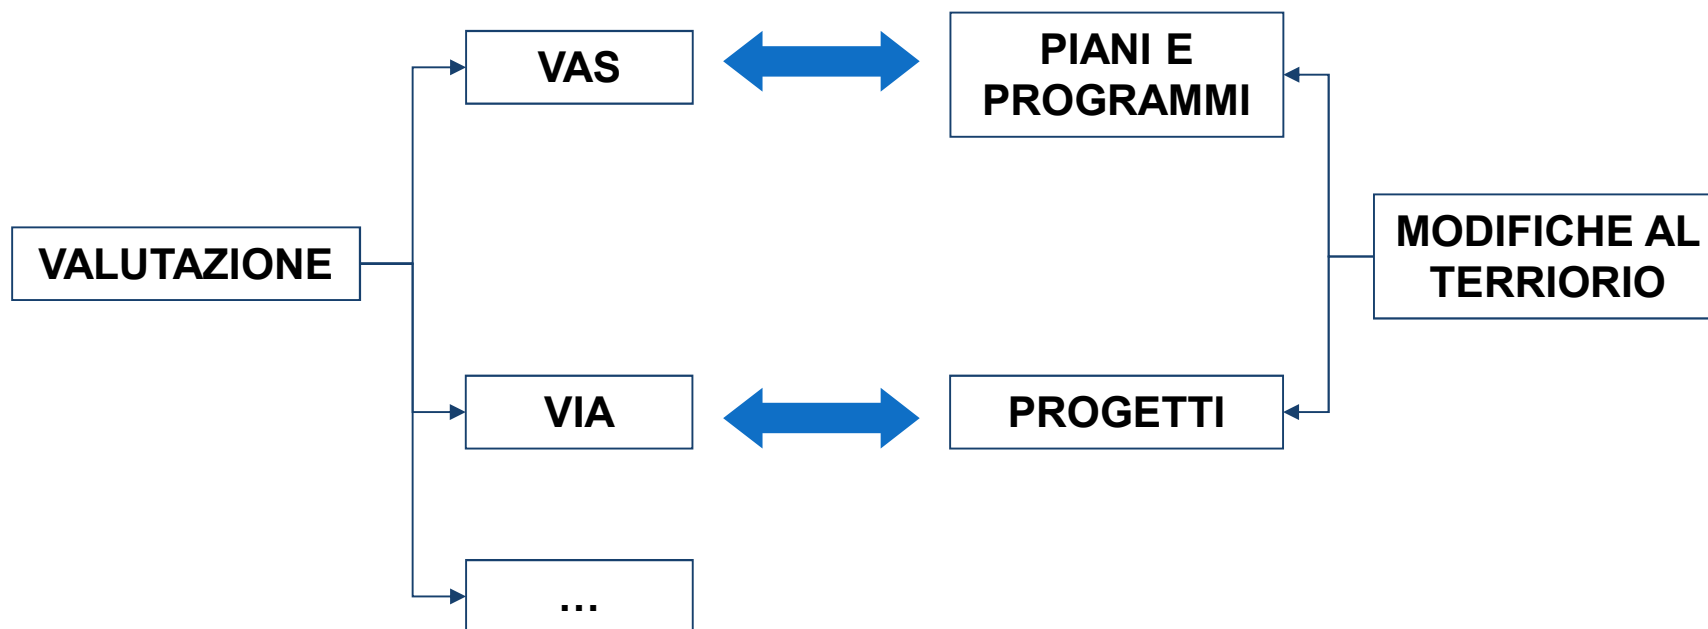 VAS
PIANI E
PROGRAMMI
VALUTAZIONE
MODIFICHE AL
TERRIORIO
VIA
PROGETTI
...